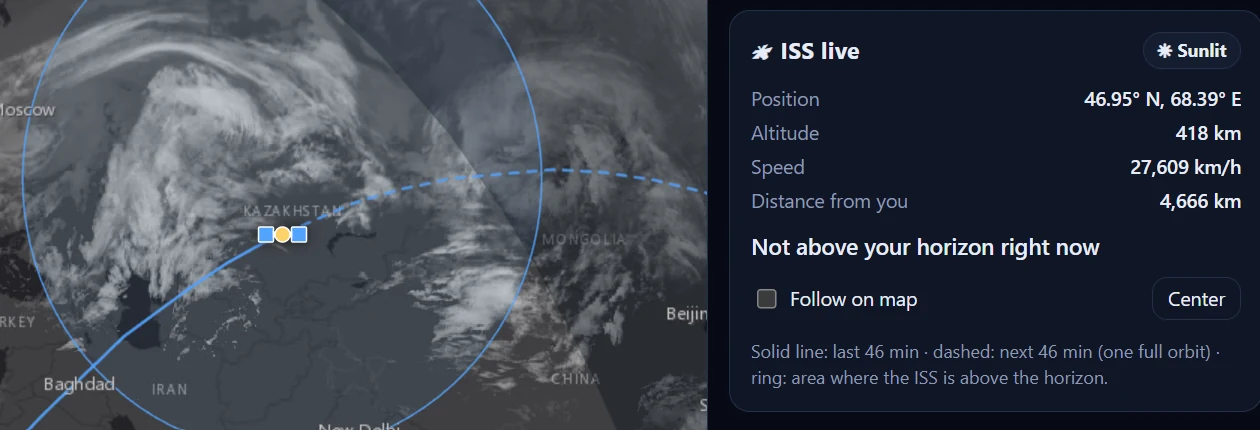 ISS live
Sunlit
Position 46.95° N, 68.39° E
Altitude 418 km
Speed 27,609 km/h
Distance from you 4,666 km
Not above your horizon right now
Follow on map
Center
Solid line: last 46 min · dashed: next 46 min (one full orbit) ·
ring: area where the ISS is above the horizon.
Moscow
KAZAKHSTAN
MONGOLIA
Beijin
RKEY
Baghdad
IRAN
CHINA
New Delhi
S